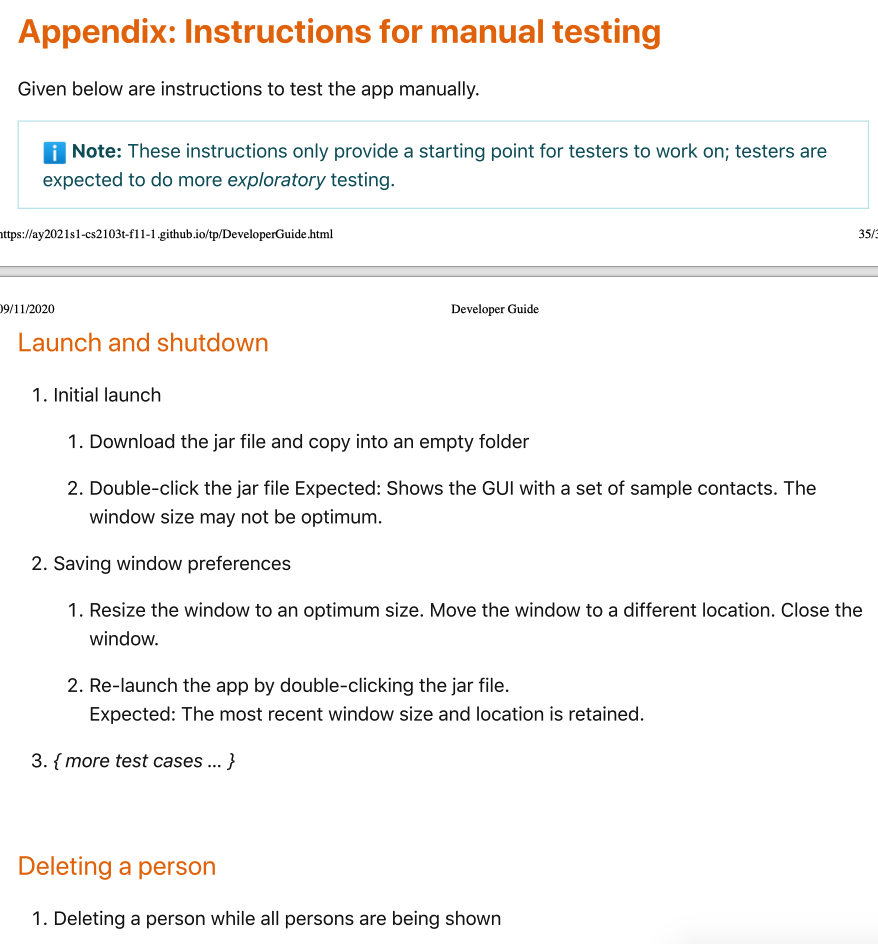 Appendix: Instructions for manual testing
Given below are instructions to test the app manually.
Note: These instructions only provide a starting point for testers to work on; testers are
expected to do more exploratory testing.
https://ay2021s1-cs2103t-f11-1.github.io/tp/DeveloperGuide.html 35/3
09/11/2020 Developer Guide
Launch and shutdown
1. Initial launch
1. Download the jar file and copy into an empty folder
2. Double-click the jar file Expected: Shows the GUI with a set of sample contacts. The
window size may not be optimum.
2. Saving window preferences
1. Resize the window to an optimum size. Move the window to a different location. Close the
window.
2. Re-launch the app by double-clicking the jar file.
Expected: The most recent window size and location is retained.
3. { more test cases ... }
Deleting a person
1. Deleting a person while all persons are being shown